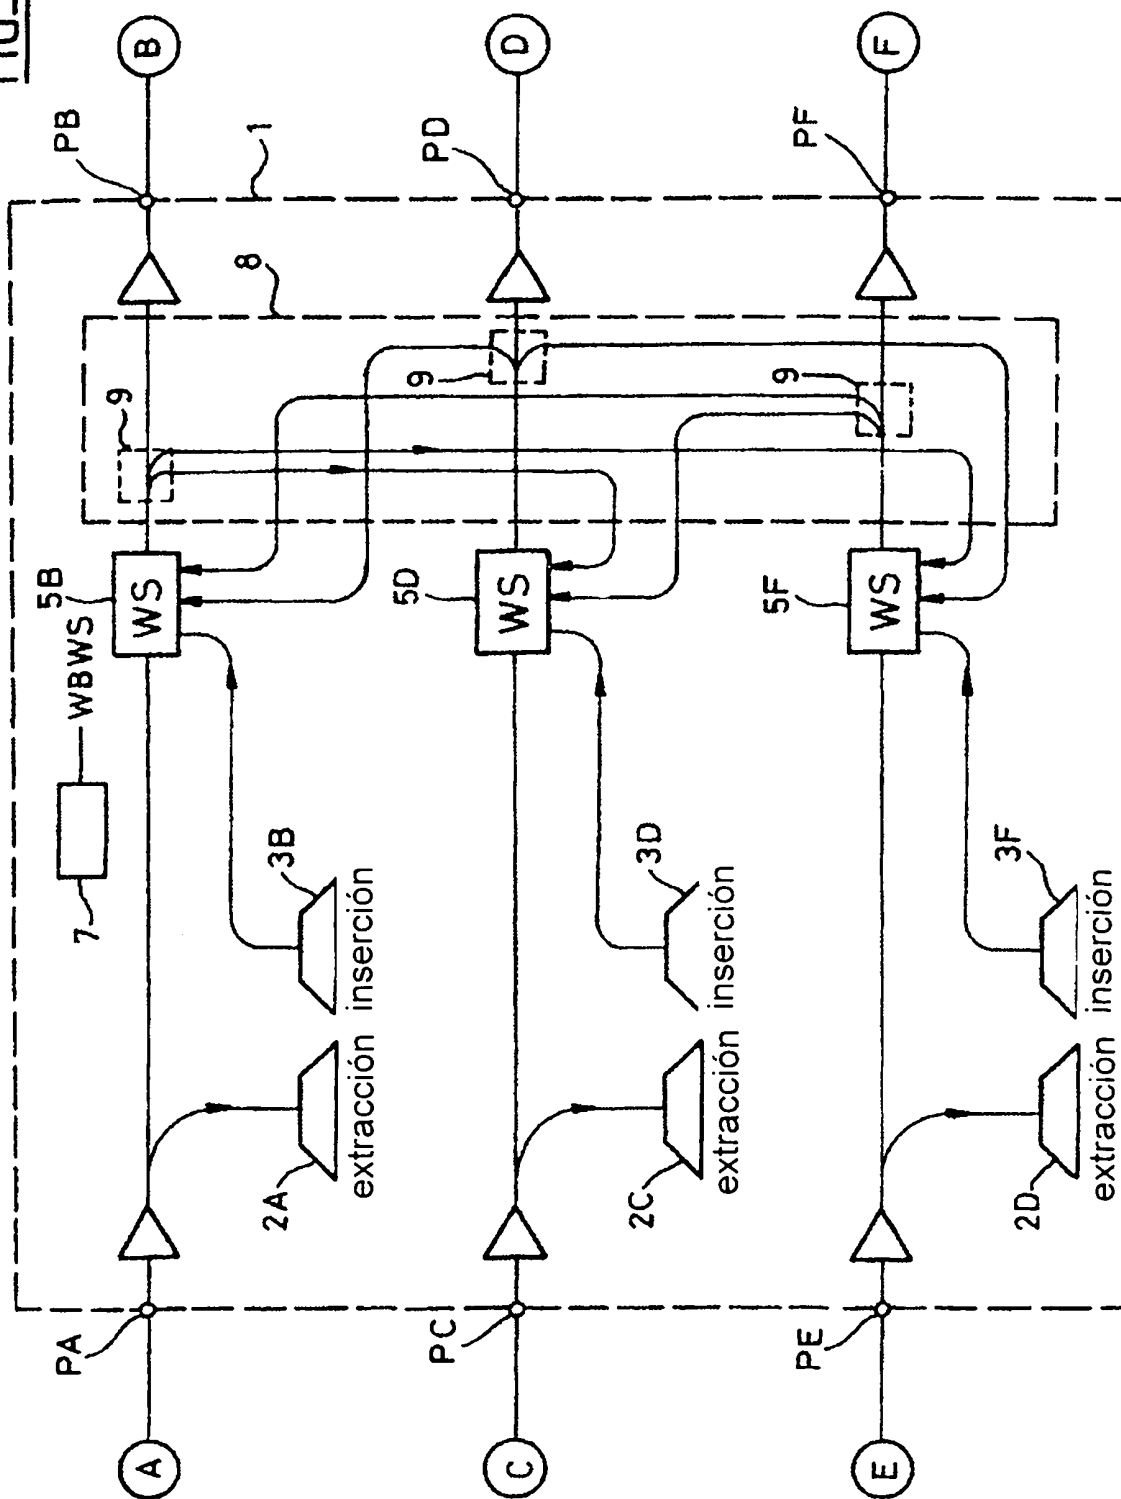 7
WBWS
A
PA
2A
extracción
3B
inserción
5B
WS
9
8
1
PB
B
C
PC
2C
extracción
3D
inserción
5D
WS
9
PD
D
E
PE
2D
extracción
3F
inserción
5F
WS
9
PF
F